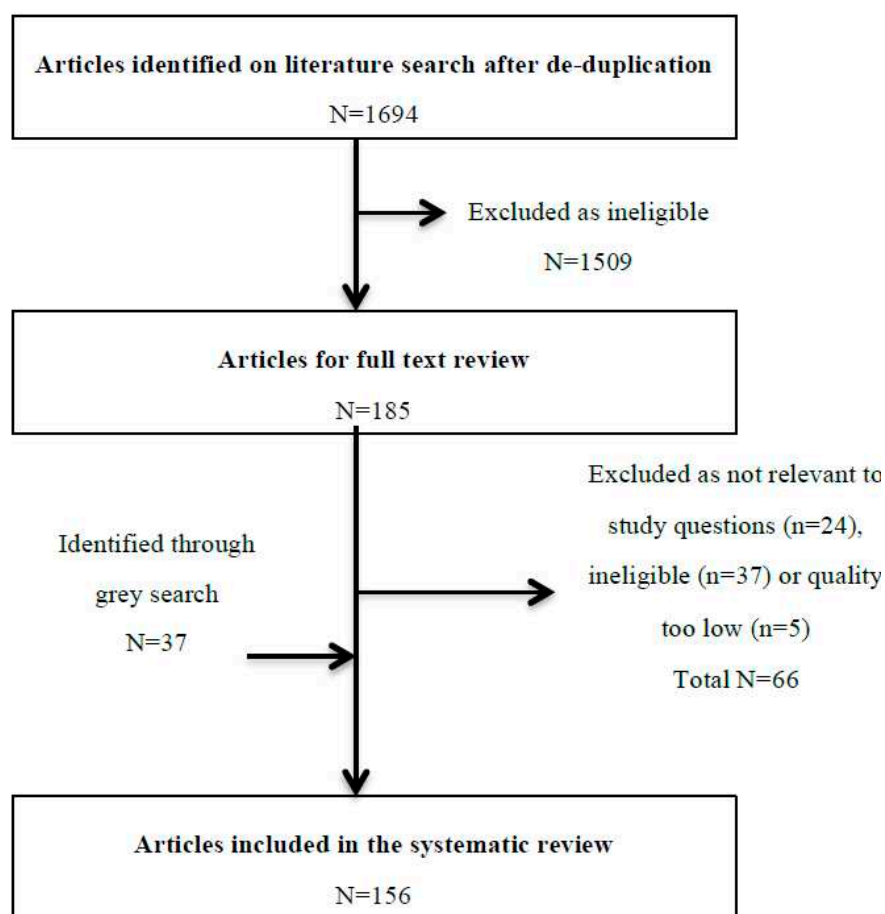 Articles identified on literature search after de-duplication
N=1694
Excluded as ineligible
N=1509
Articles for full text review
N=185
Excluded as not relevant to
study questions (n=24),
ineligible (n=37) or quality
too low (n=5)
Total N=66
Identified through
grey search
N=37
Articles included in the systematic review
N=156